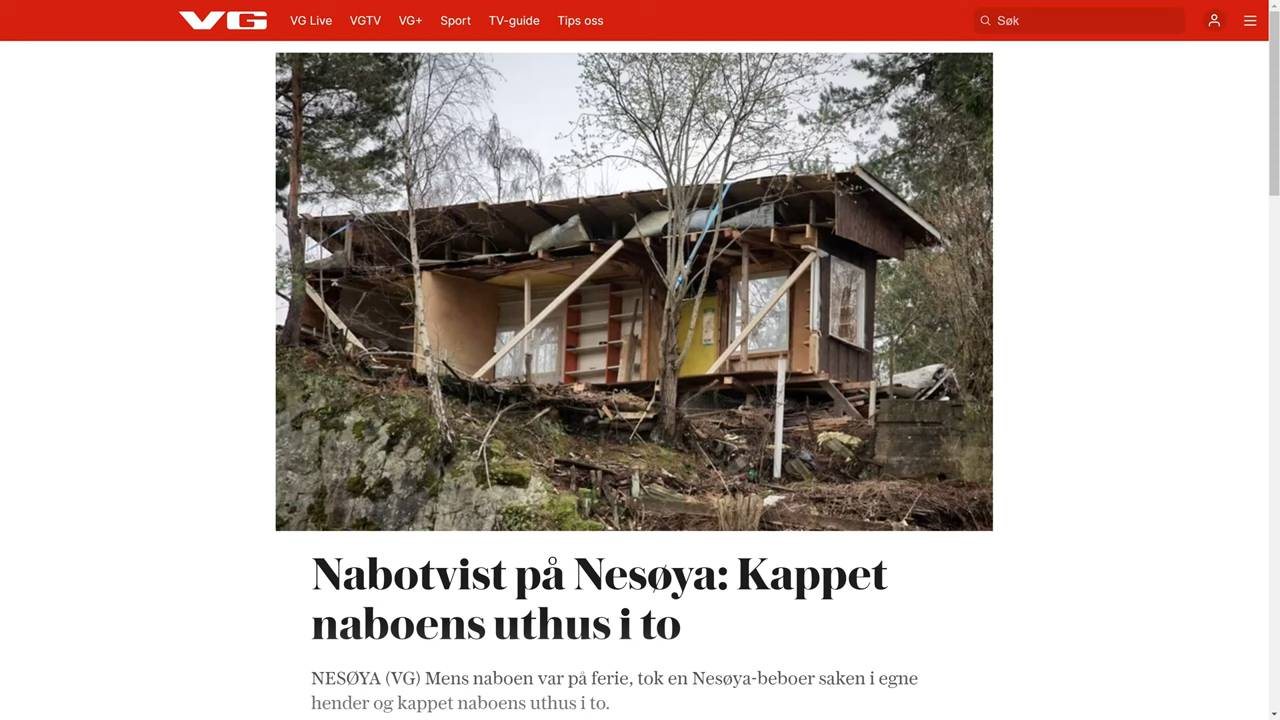 VG VG Live VGTV VG+ Sport TV-guide Tips oss Søk
Nabotvist på Nesøya: Kappet
naboens uthus i to
NESØYA (VG) Mens naboen var på ferie, tok en Nesøya-beboer saken i egne
hender og kappet naboens uthus i to.